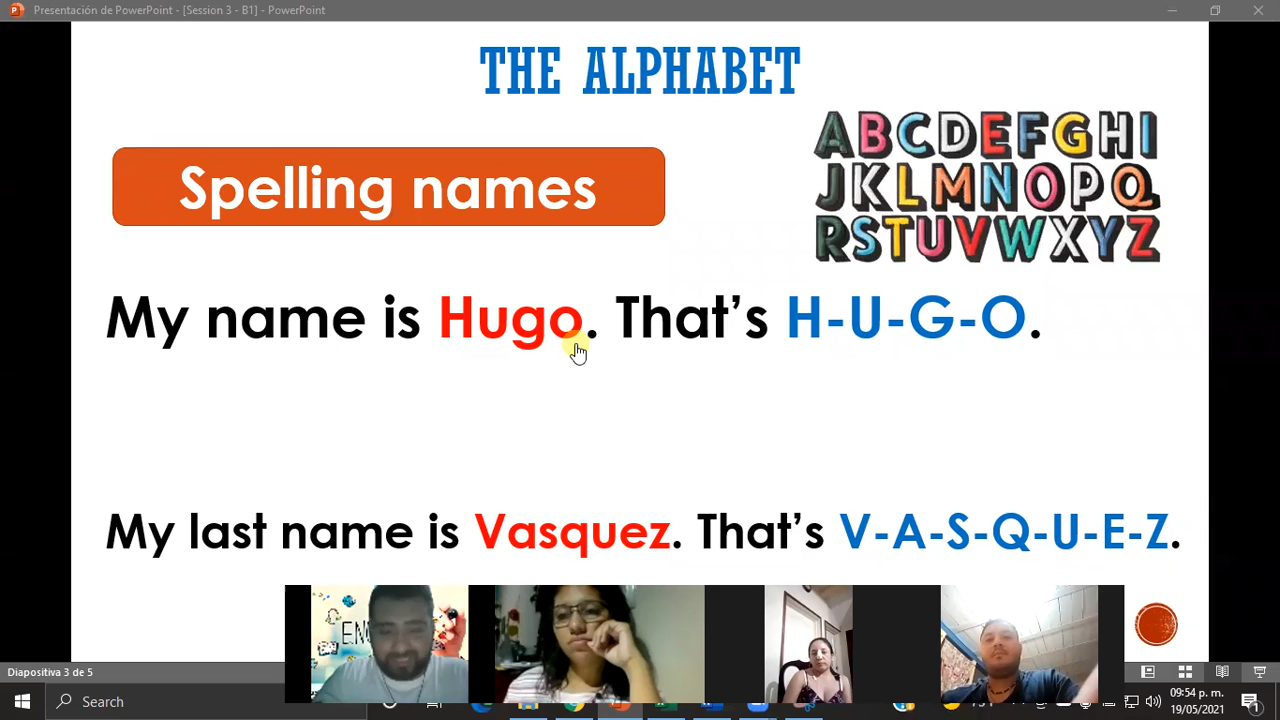 Presentación de PowerPoint - [Session 3 - B1] - PowerPoint
THE ALPHABET
ABCDEFGHI
JKLMNOPQ
RSTUVWXYZ
Spelling names
My name is Hugo. That's H-U-G-O.
My last name is Vasquez. That's V-A-S-Q-U-E-Z.
EN
Diapositiva 3 de 5
Search
09:54 p. m.
19/05/2021